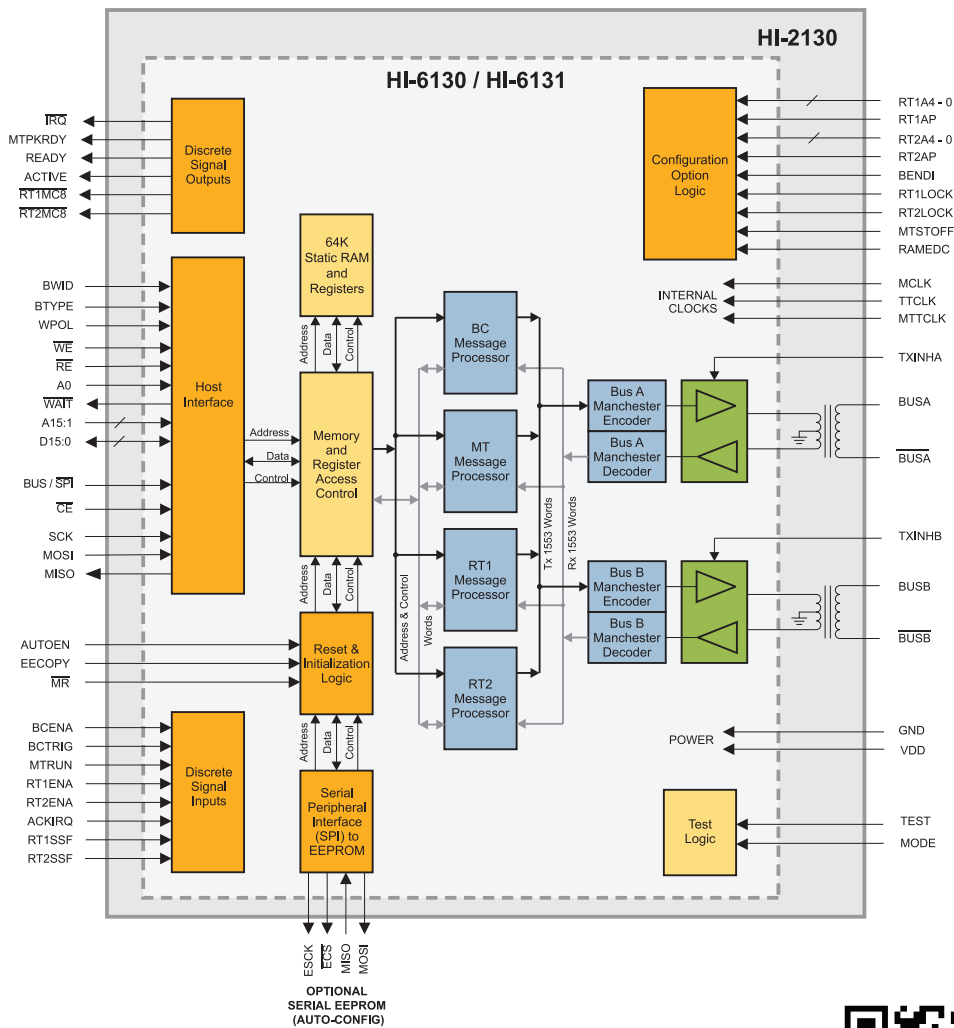 HI-2130
HI-6130 / HI-6131
IRQ
MTPKRDY
READY
ACTIVE
RT1MC8
RT2MC8
Discrete
Signal
Outputs
BWID
BTYPE
WPOL
WE
RE
A0
WAIT
A15:1
D15:0
BUS / SPI
CE
SCK
MOSI
MISO
Host
Interface
AUTOEN
EECOPY
MR
BCENA
BCTRIG
MTRUN
RT1ENA
RT2ENA
ACKIRQ
RT1SSF
RT2SSF
Discrete
Signal
Inputs
64K
Static RAM
and
Registers
Address
Data
Control
Address
Data
Control
Memory
and
Register
Access
Control
Address
Data
Control
Reset &
Initialization
Logic
Address
Data
Control
Serial
Peripheral
Interface
(SPI) to
EEPROM
ESCK
ECS
MISO
MOSI
OPTIONAL
SERIAL EEPROM
(AUTO-CONFIG)
BC
Message
Processor
MT
Message
Processor
RT1
Message
Processor
RT2
Message
Processor
Address & Control
Words
Tx 1553 Words
Rx 1553 Words
Bus A
Manchester
Encoder
Bus A
Manchester
Decoder
Bus B
Manchester
Encoder
Bus B
Manchester
Decoder
Configuration
Option
Logic
RT1A4 - 0
RT1AP
RT2A4 - 0
RT2AP
BENDI
RT1LOCK
RT2LOCK
MTSTOFF
RAMEDC
INTERNAL
CLOCKS
MCLK
TTCLK
MTTCLK
TXINHA
BUSA
BUSA
TXINHB
BUSB
BUSB
POWER
GND
VDD
Test
Logic
TEST
MODE